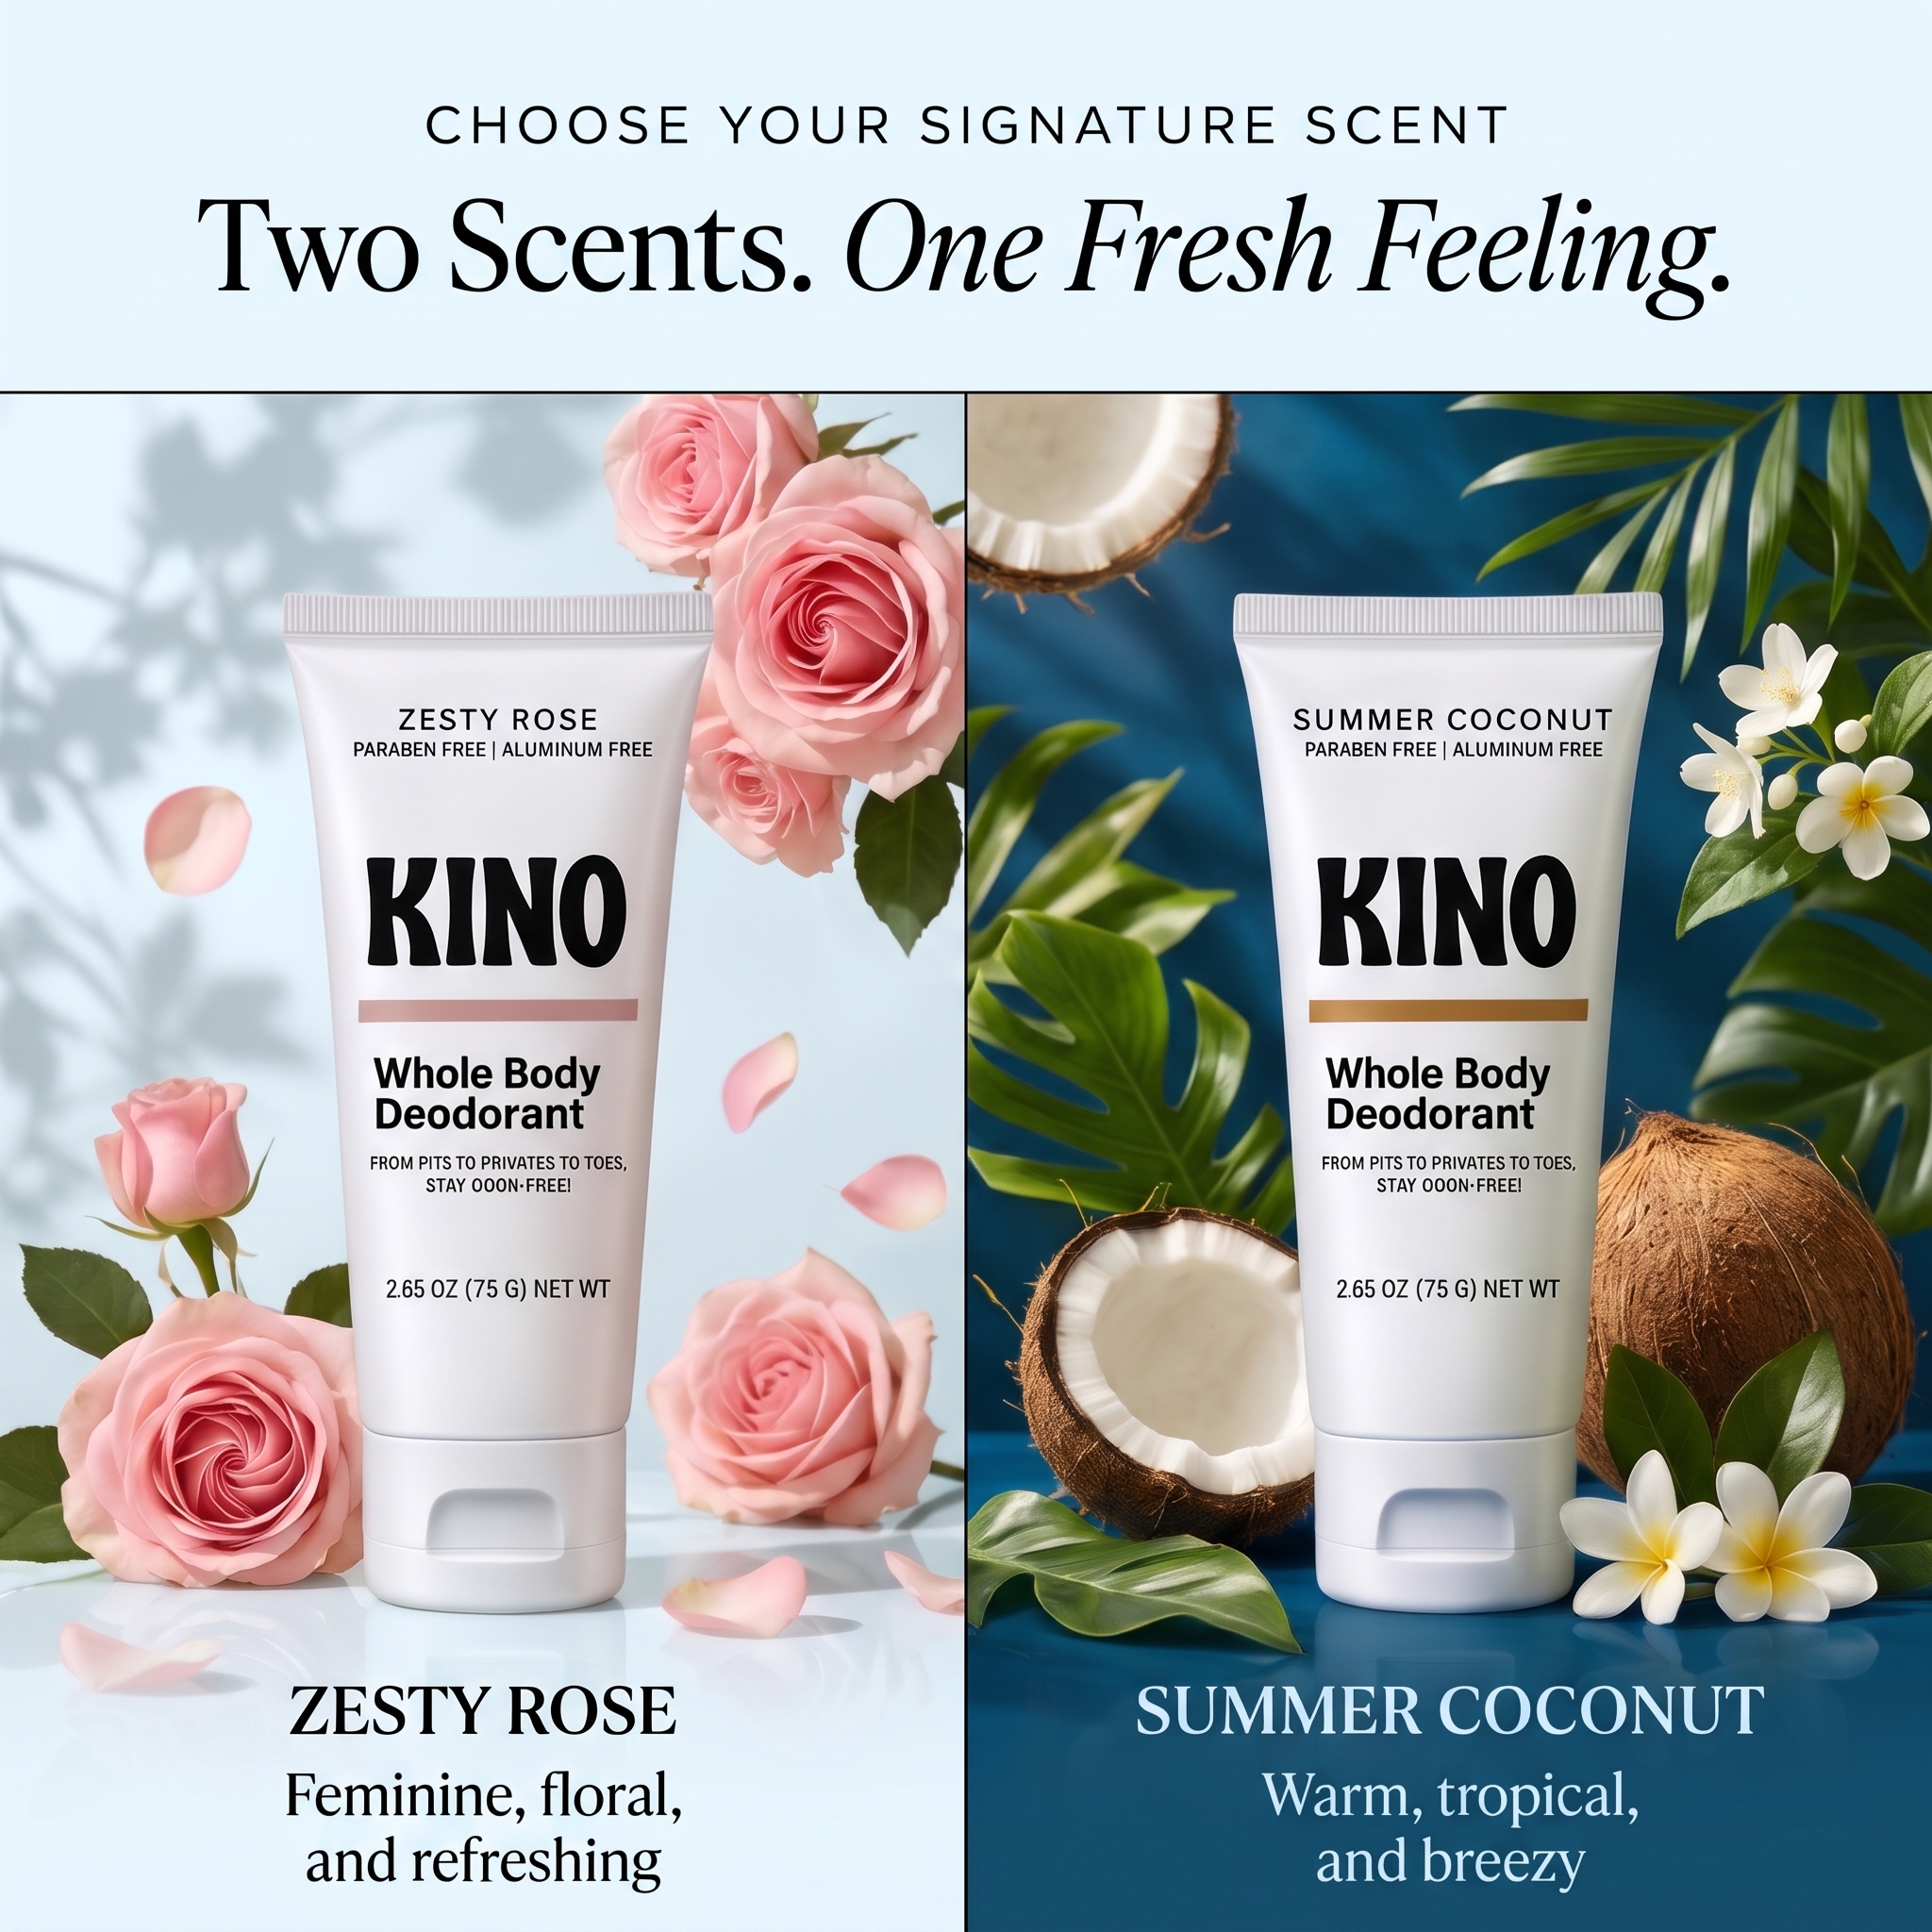 CHOOSE YOUR SIGNATURE SCENT
Two Scents. One Fresh Feeling.
ZESTY ROSE
PARABEN FREE | ALUMINUM FREE
KINO
Whole Body
Deodorant
FROM PITS TO PRIVATES TO TOES,
STAY OOON·FREE!
2.65 OZ (75 G) NET WT
ZESTY ROSE
Feminine, floral,
and refreshing
SUMMER COCONUT
PARABEN FREE | ALUMINUM FREE
KINO
Whole Body
Deodorant
FROM PITS TO PRIVATES TO TOES,
STAY OOON·FREE!
2.65 OZ (75 G) NET WT
SUMMER COCONUT
Warm, tropical,
and breezy